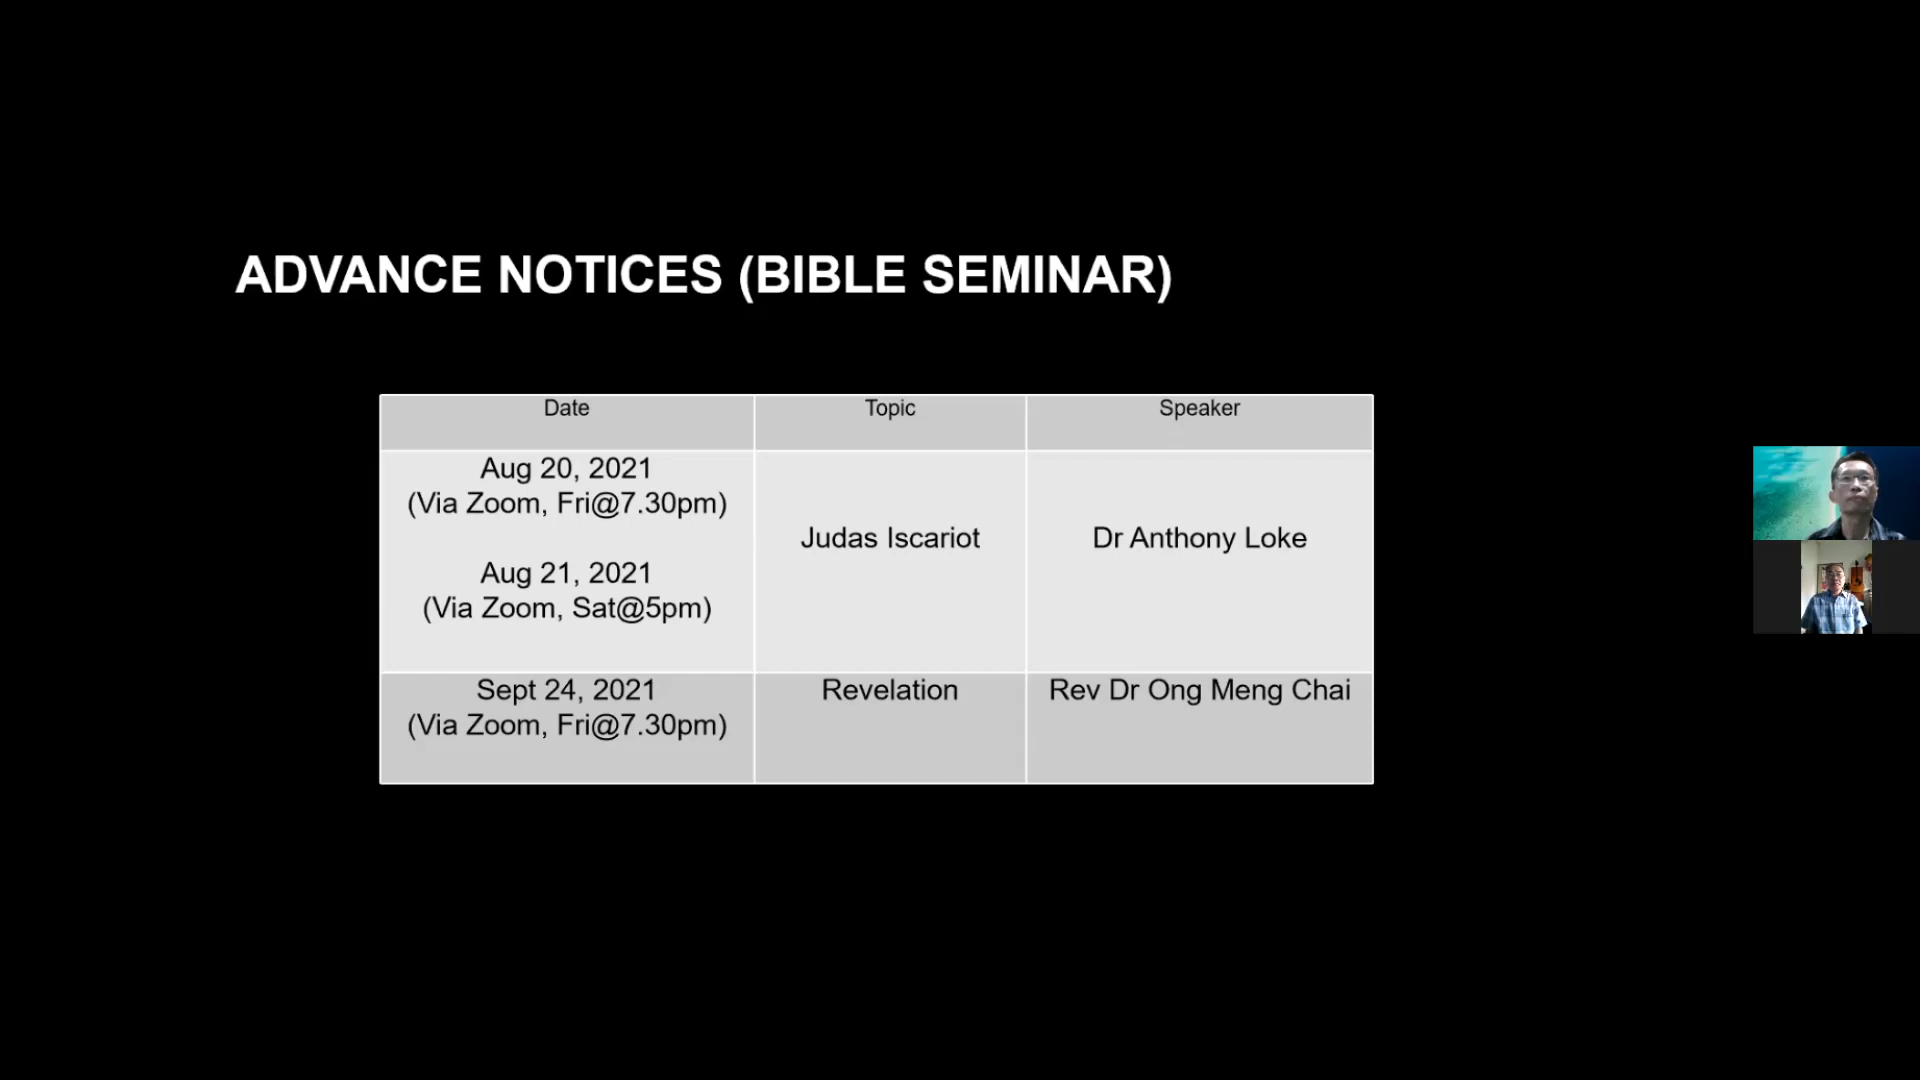 ADVANCE NOTICES (BIBLE SEMINAR)
Date
Topic
Speaker
Aug 20, 2021
(Via Zoom, Fri@7.30pm)
Aug 21, 2021
(Via Zoom, Sat@5pm)
Judas Iscariot
Dr Anthony Loke
Sept 24, 2021
(Via Zoom, Fri@7.30pm)
Revelation
Rev Dr Ong Meng Chai